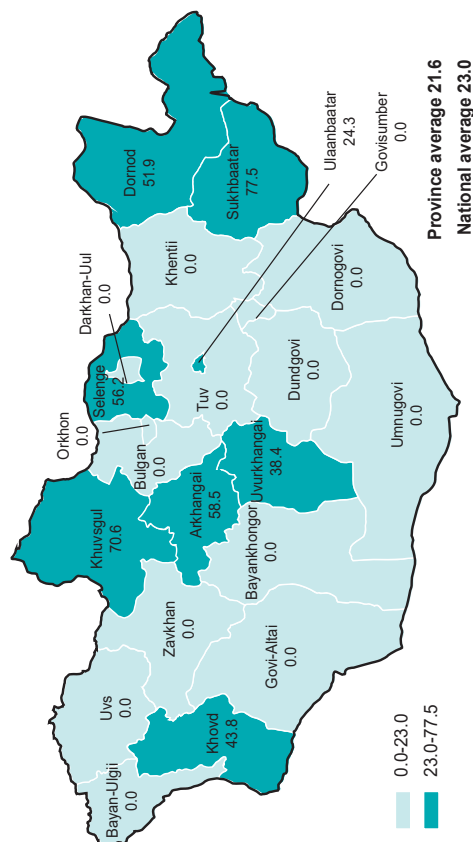 Bayan-Ulgii
0.0
Uvs
0.0
Khovd
43.8
Zavkhan
0.0
Govi-Altai
0.0
Khuvsgul
70.6
Arkhangai
58.5
Bayankhongor
0.0
Uvurkhangai
38.4
Orkhon
0.0
Bulgan
0.0
Selenge
56.2
Darkhan-Uul
0.0
Tuv
0.0
Khentii
0.0
Dornod
51.9
Sukhbaatar
77.5
Dundgovi
0.0
Umnugovi
0.0
Dornogovi
0.0
Ulaanbaatar
24.3
Govisumber
0.0
0.0-23.0
23.0-77.5
Province average 21.6
National average 23.0